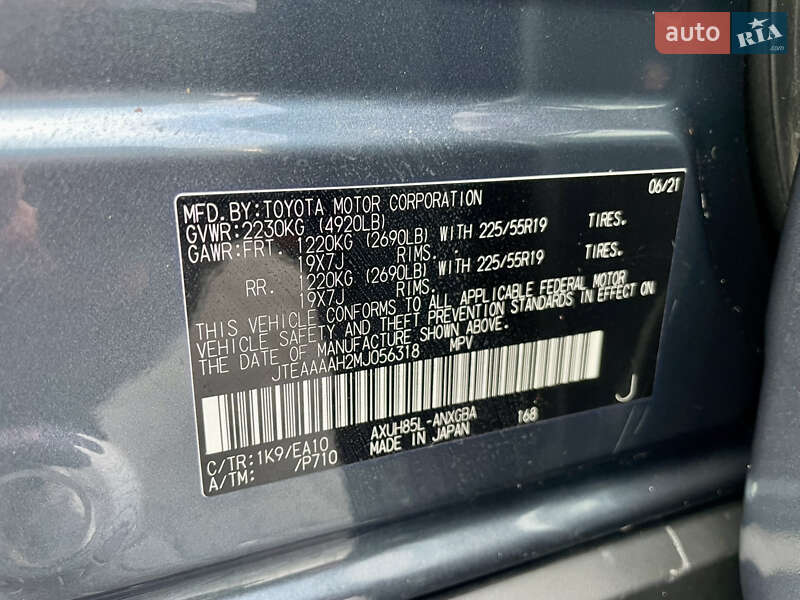 auto RIA.com
06/21
MFD. BY: TOYOTA MOTOR CORPORATION
GVWR: 2230KG (4920LB)
GAWR: FRT. 1220KG (2690LB) WITH 225/55R19 TIRES.
19X7J RIMS.
RR. 1220KG (2690LB) WITH 225/55R19 TIRES.
19X7J RIMS.
THIS VEHICLE CONFORMS TO ALL APPLICABLE FEDERAL MOTOR
VEHICLE SAFETY AND THEFT PREVENTION STANDARDS IN EFFECT ON
THE DATE OF MANUFACTURE SHOWN ABOVE.
JTEAAAAH2MJ056318 MPV
J
C/TR: 1K9/EA10 AXUH85L-ANXGBA 168
A/TM: /P710 MADE IN JAPAN